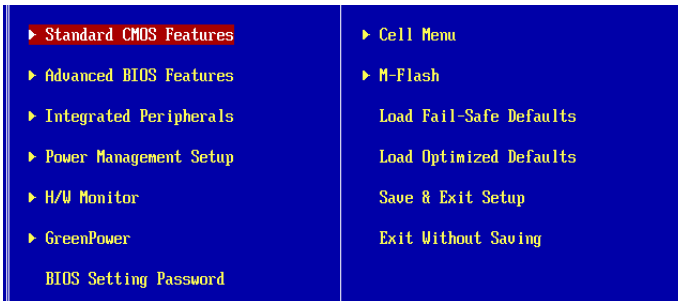 Standard CMOS Features
Advanced BIOS Features
Integrated Peripherals
Power Management Setup
H/W Monitor
GreenPower
BIOS Setting Password
Cell Menu
M-Flash
Load Fail-Safe Defaults
Load Optimized Defaults
Save & Exit Setup
Exit Without Saving